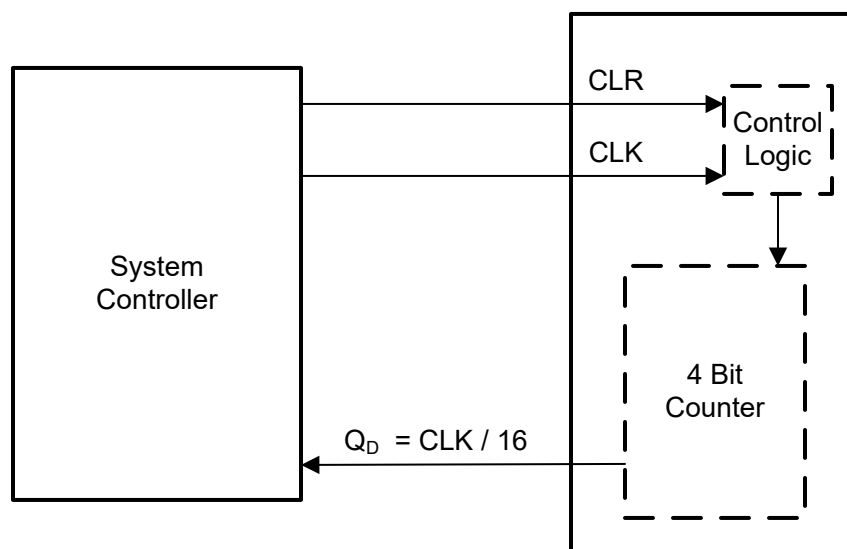 CLR
Control
Logic
CLK
System
Controller
4 Bit
Counter
Q_D = CLK / 16